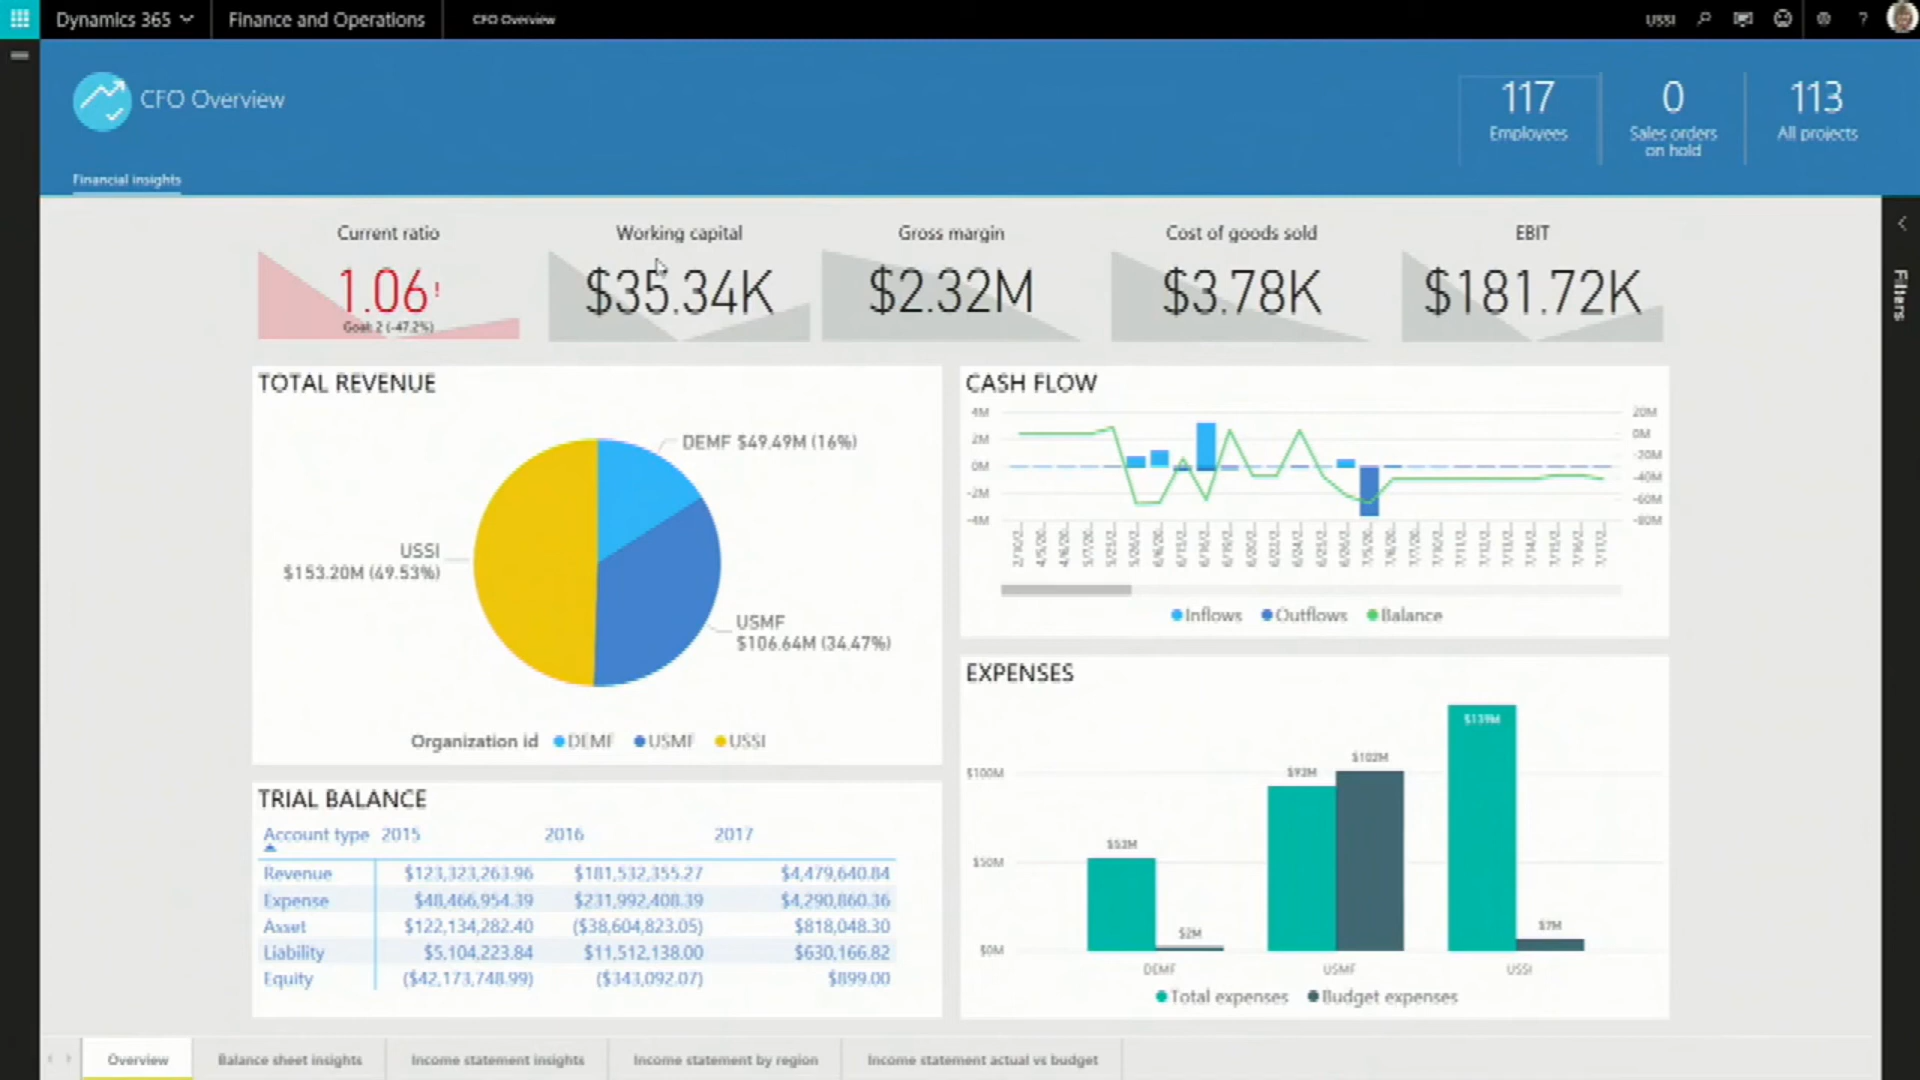 Dynamics 365
Finance and Operations
CFO Overview
USSI
?
CFO Overview
117
Employees
0
Sales orders
on hold
113
All projects
Financial insights
Filters
Current ratio
1.06!
Goal: 2 (-47.2%)
Working capital
$35.34K
Gross margin
$2.32M
Cost of goods sold
$3.78K
EBIT
$181.72K
TOTAL REVENUE
DEMF $49.49M (16%)
USSI
$153.20M (49.53%)
USMF
$106.64M (34.47%)
Organization id DEMF USMF USSI
CASH FLOW
4M
2M
0M
-2M
-4M
20M
0M
-20M
-40M
-60M
-80M
Inflows Outflows Balance
TRIAL BALANCE
Account type 2015 2016 2017
Revenue $123,323,263.96 $181,532,355.27 $4,479,640.84
Expense $48,466,954.39 $231,992,408.39 $4,290,860.36
Asset $122,134,282.40 ($38,604,823.05) $818,048.30
Liability $5,104,223.84 $11,512,138.00 $630,166.82
Equity ($42,173,748.99) ($343,092.07) $899.00
EXPENSES
$100M
$50M
$0M
$2M
$102M
$139M
$7M
DEMF
USMF
USSI
Total expenses Budget expenses
Overview
Balance sheet insights
Income statement insights
Income statement by region
Income statement actual vs budget